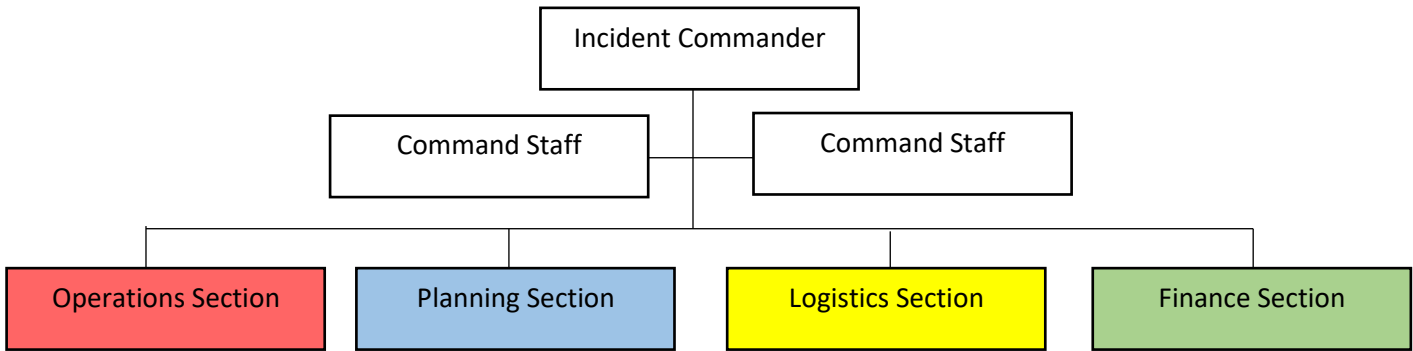 Incident Commander
Command Staff
Command Staff
Operations Section
Planning Section
Logistics Section
Finance Section